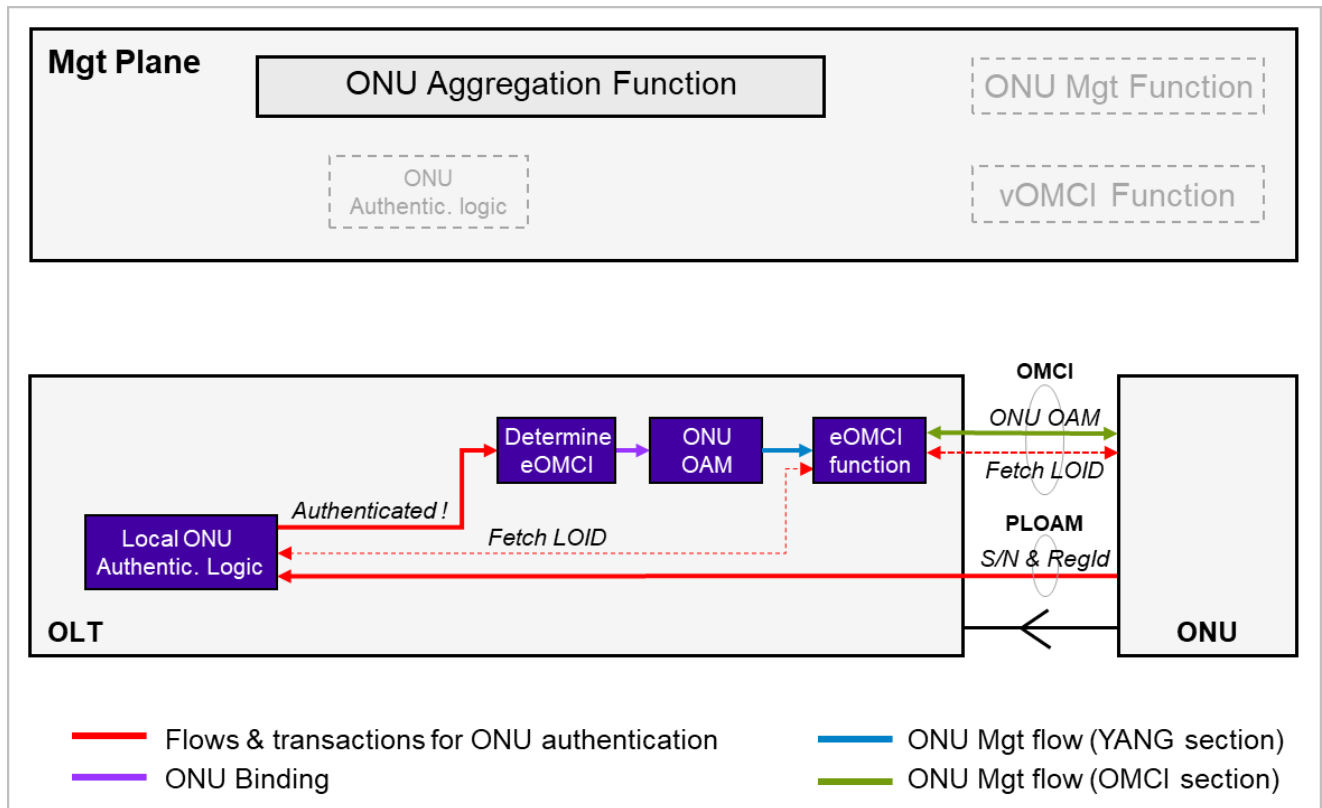 Mgt Plane
ONU Aggregation Function
ONU Mgt Function
ONU
Authentic. logic
vOMCI Function
OMCI
ONU OAM
Determine
eOMCI
ONU
OAM
eOMCI
function
Fetch LOID
Authenticated !
Fetch LOID
Local ONU
Authentic. Logic
PLOAM
S/N & RegId
OLT
ONU
Flows & transactions for ONU authentication
ONU Binding
ONU Mgt flow (YANG section)
ONU Mgt flow (OMCI section)